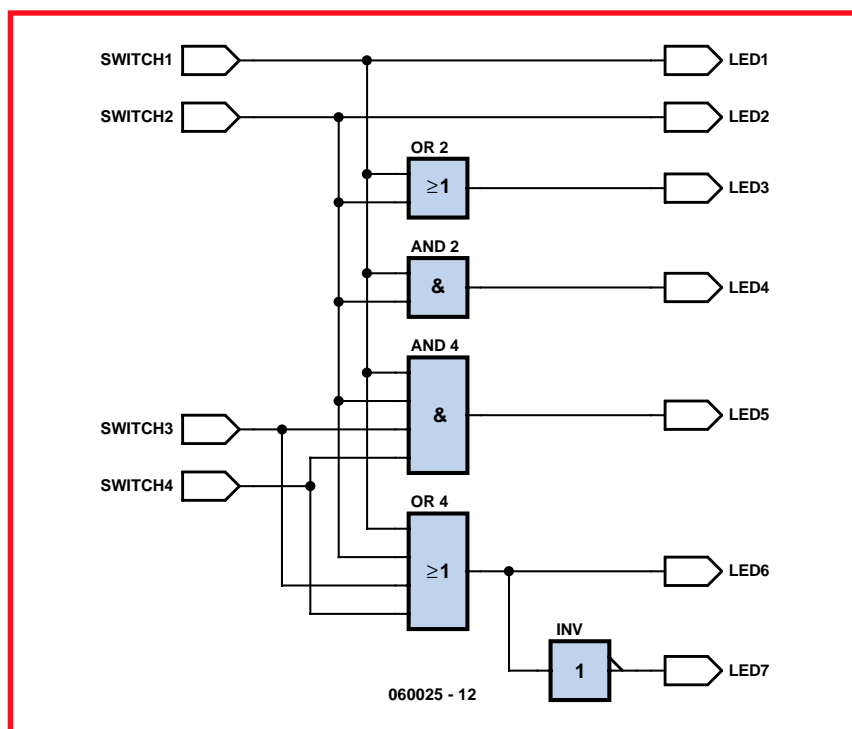 SWITCH1
LED1
SWITCH2
LED2
OR 2
≥1
LED3
AND 2
&
LED4
AND 4
&
SWITCH3
LED5
SWITCH4
OR 4
≥1
LED6
INV
1
LED7
060025 - 12